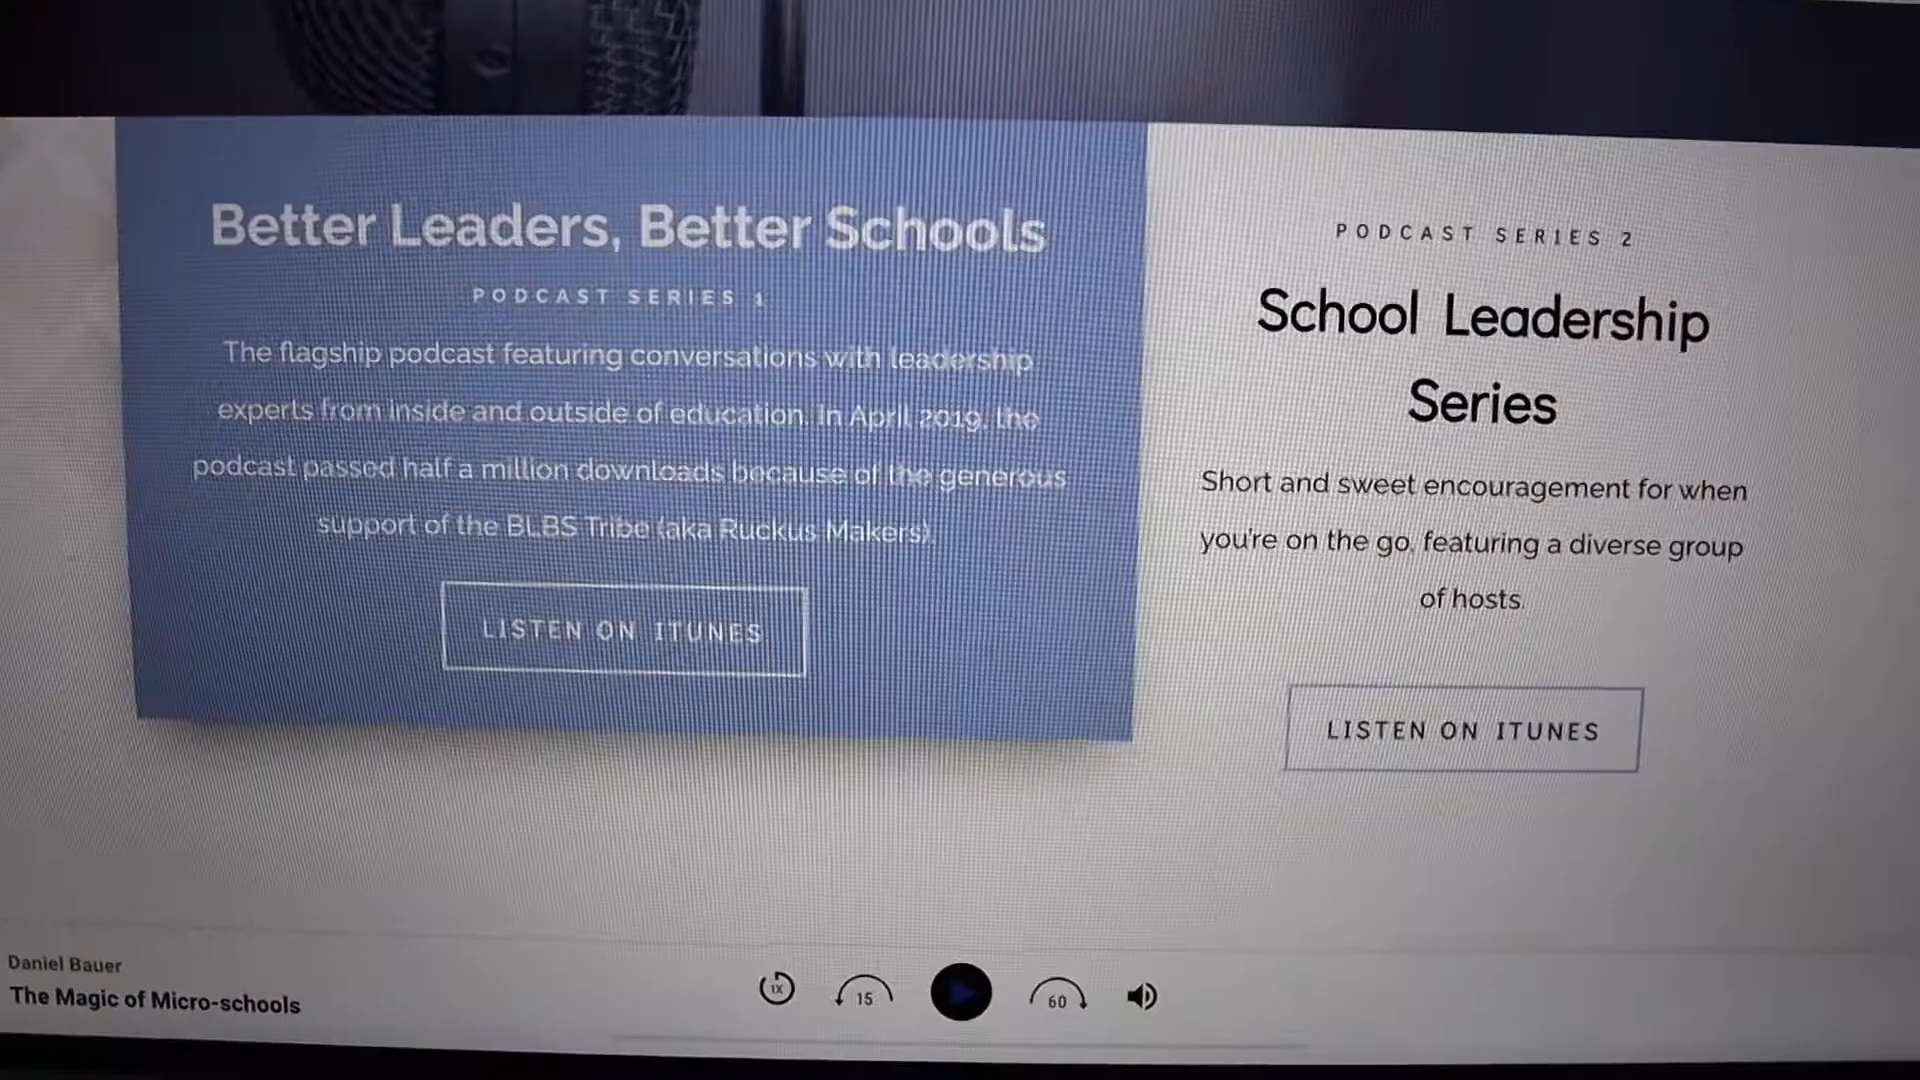 Better Leaders, Better Schools
PODCAST SERIES 1
The flagship podcast featuring conversations with leadership
experts from inside and outside of education. In April 2019, the
podcast passed half a million downloads because of the generous
support of the BLBS Tribe (aka Ruckus Makers).
LISTEN ON ITUNES
PODCAST SERIES 2
School Leadership
Series
Short and sweet encouragement for when
you're on the go, featuring a diverse group
of hosts.
LISTEN ON ITUNES
Daniel Bauer
The Magic of Micro-schools
1X
15
60